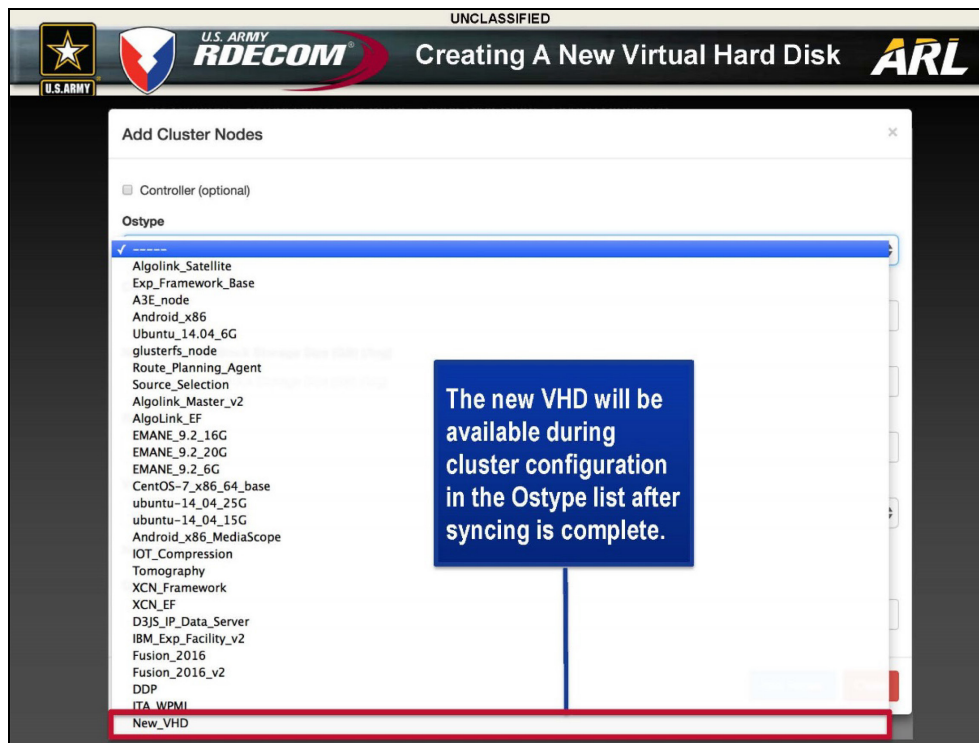 UNCLASSIFIED
U.S.ARMY
U.S. ARMY
RDECOM®
Creating A New Virtual Hard Disk
ARL
Add Cluster Nodes
×
Controller (optional)
Ostype
✓ -----
Algolink_Satellite
Exp_Framework_Base
A3E_node
Android_x86
Ubuntu_14.04_6G
glusterfs_node
Route_Planning_Agent
Source_Selection
Algolink_Master_v2
AlgoLink_EF
EMANE_9.2_16G
EMANE_9.2_20G
EMANE_9.2_6G
CentOS-7_x86_64_base
ubuntu-14_04_25G
ubuntu-14_04_15G
Android_x86_MediaScope
IOT_Compression
Tomography
XCN_Framework
XCN_EF
D3JS_IP_Data_Server
IBM_Exp_Facility_v2
Fusion_2016
Fusion_2016_v2
DDP
ITA_WPMI
New_VHD
The new VHD will be
available during
cluster configuration
in the Ostype list after
syncing is complete.